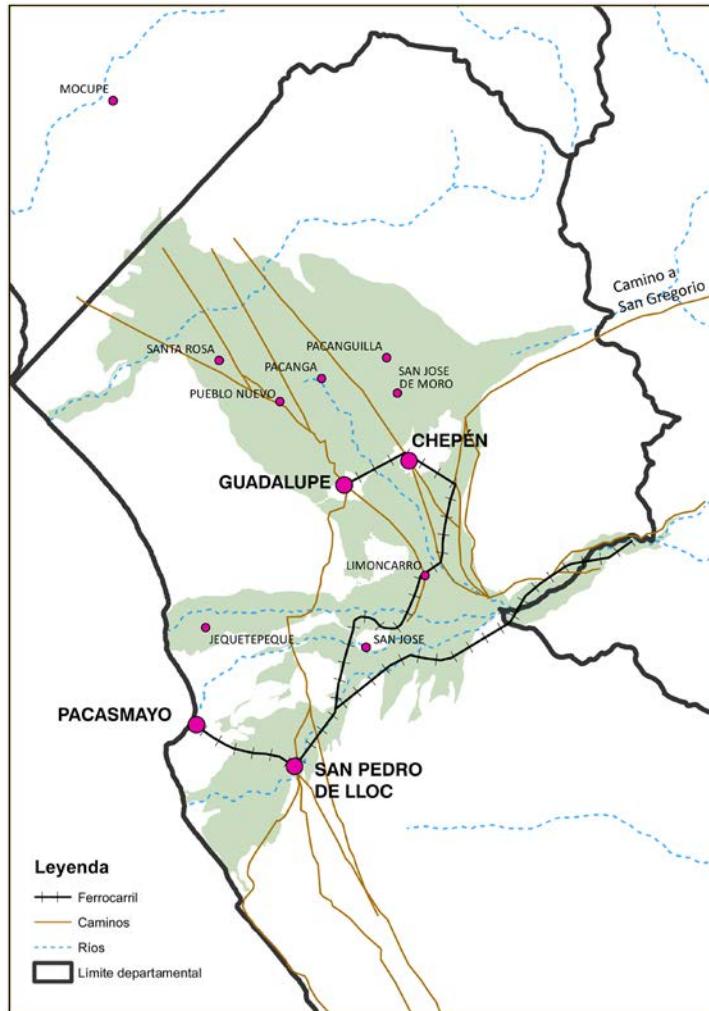 MOCUPE
Camino a
San Gregorio
SANTA ROSA
PACANGUILLA
PACANGA
SAN JOSE
DE MORO
PUEBLO NUEVO
CHEPÉN
GUADALUPE
LIMONCARRO
JEQUETEPEQUE
SAN JOSE
PACASMAYO
SAN PEDRO
DE LLOC
Leyenda
Ferrocarril
Caminos
Ríos
Límite departamental